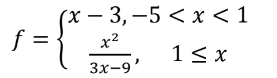 f = { x − 3, −5 < x < 1
x²/(3x−9), 1 ≤ x